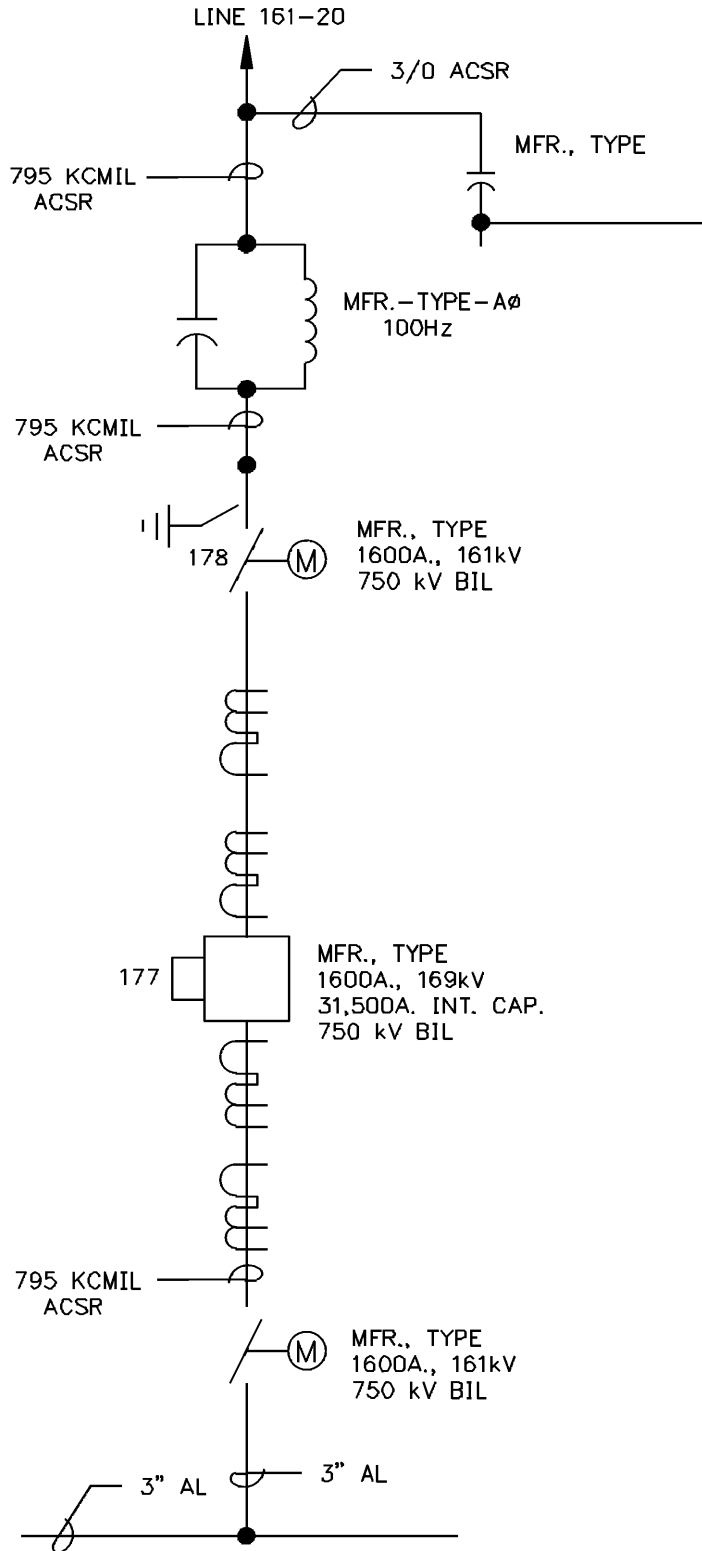 LINE 161-20
3/0 ACSR
MFR., TYPE
795 KCMIL
ACSR
MFR.-TYPE-AØ
100Hz
795 KCMIL
ACSR
178
M
MFR., TYPE
1600A., 161kV
750 kV BIL
177
MFR., TYPE
1600A., 169kV
31,500A. INT. CAP.
750 kV BIL
795 KCMIL
ACSR
M
MFR., TYPE
1600A., 161kV
750 kV BIL
3" AL
3" AL